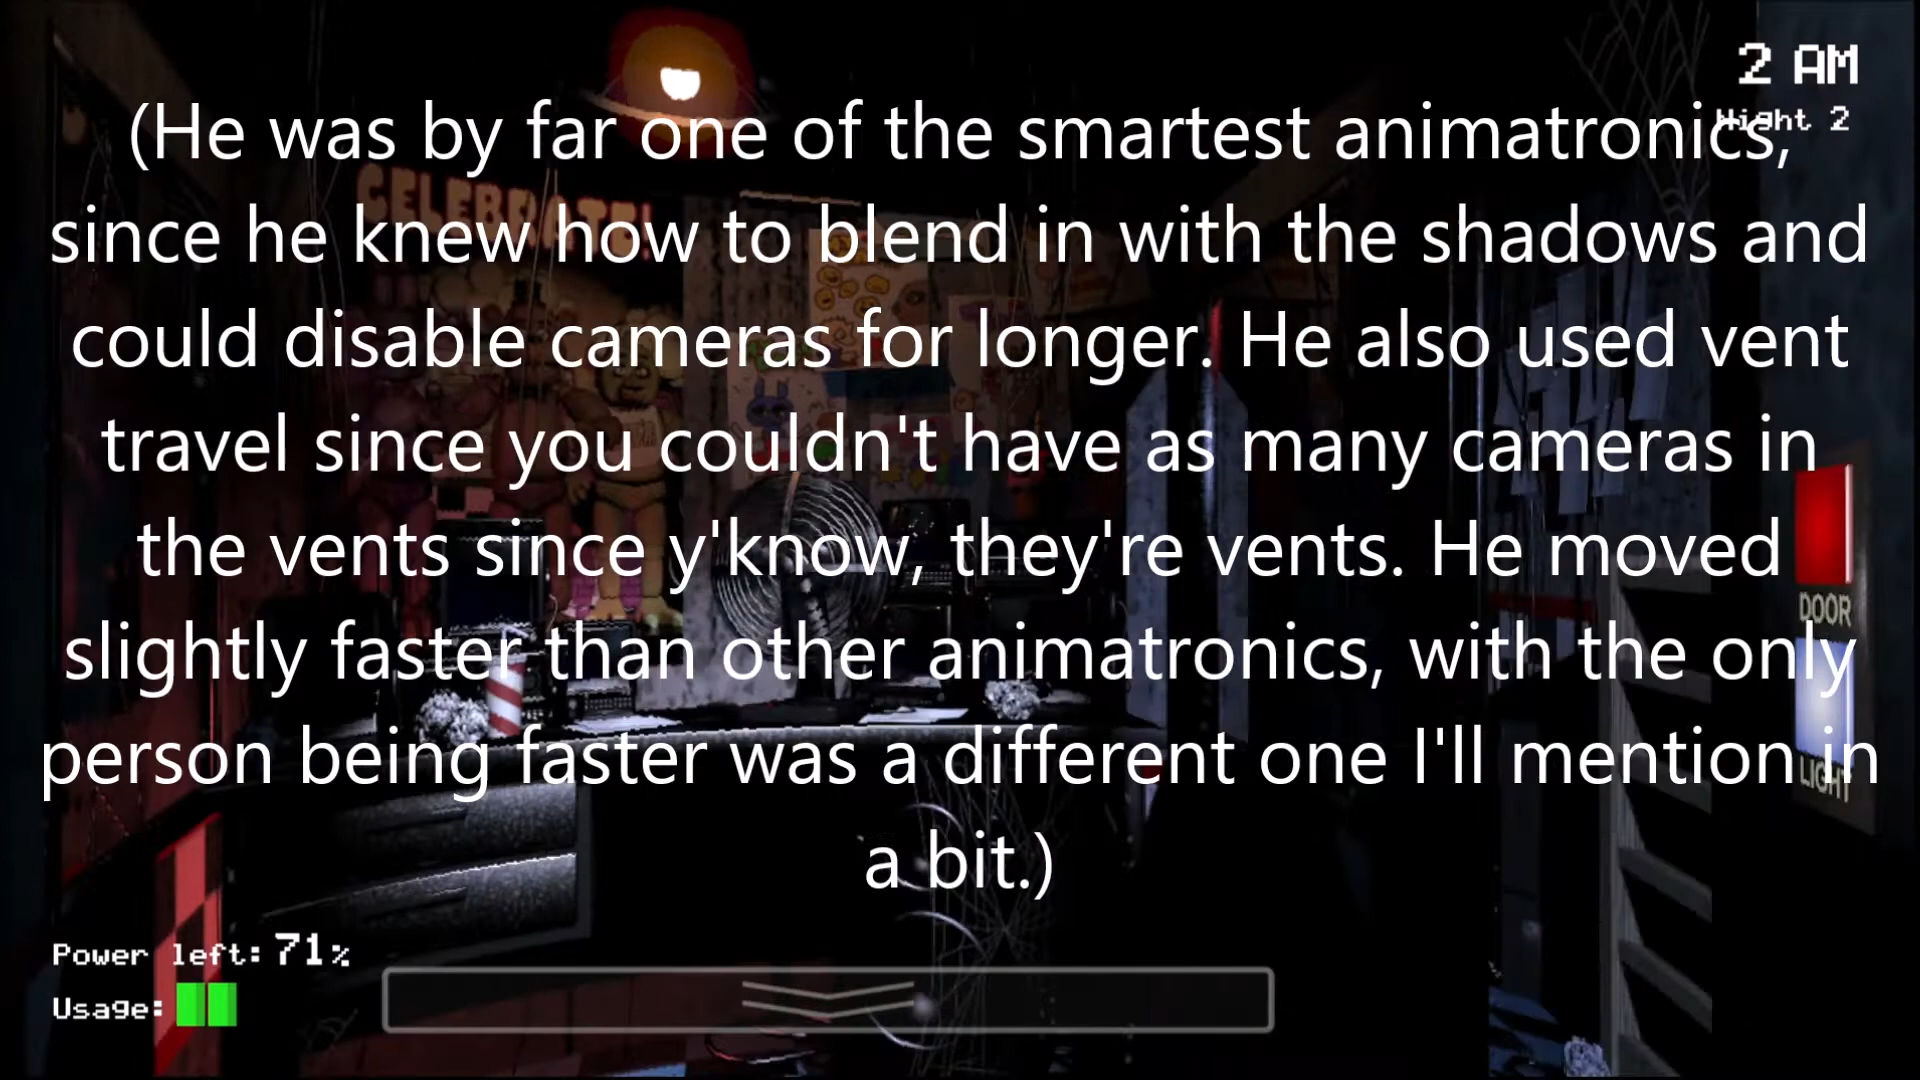 2 AM
Night 2
(He was by far one of the smartest animatronics,
since he knew how to blend in with the shadows and
could disable cameras for longer. He also used vent
travel since you couldn't have as many cameras in
the vents since y'know, they're vents. He moved
slightly faster than other animatronics, with the only
person being faster was a different one I'll mention in
a bit.)
CELEBRATE!
DOOR
LIGHT
Power left: 71%
Usage: